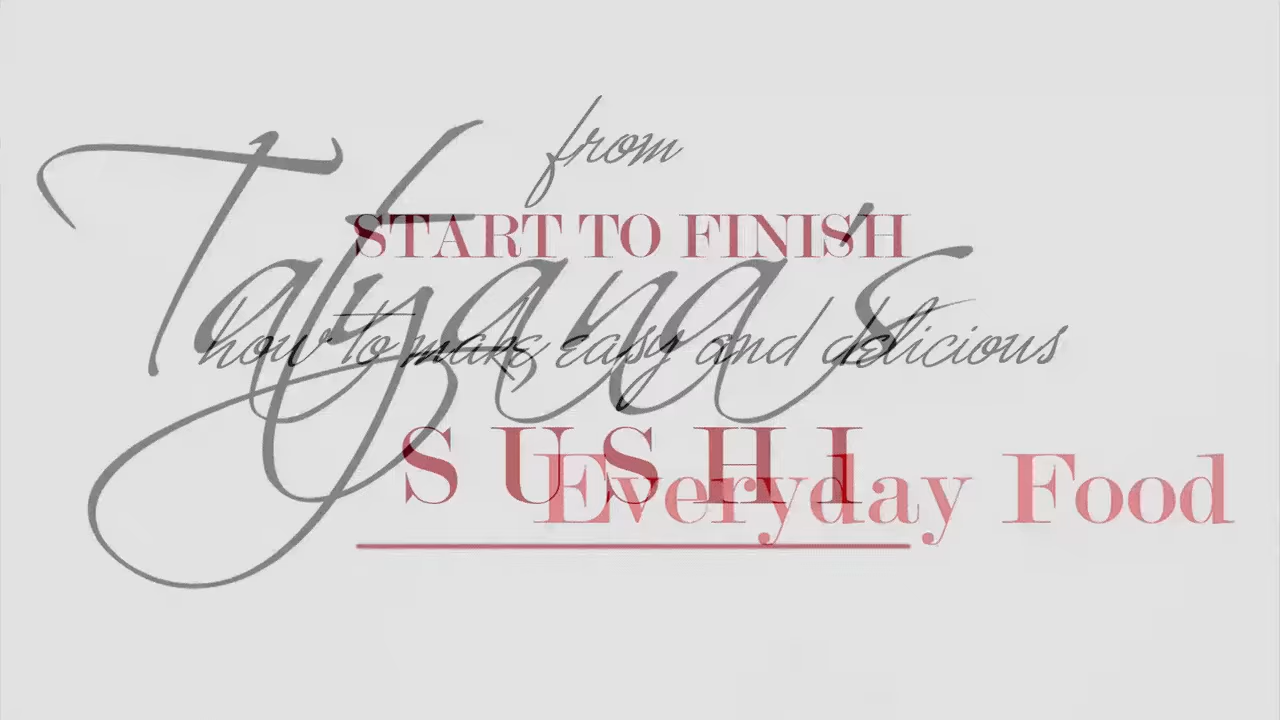 from
START TO FINISH
Tatyana's
how to make easy and delicious
SUSHI
Everyday Food